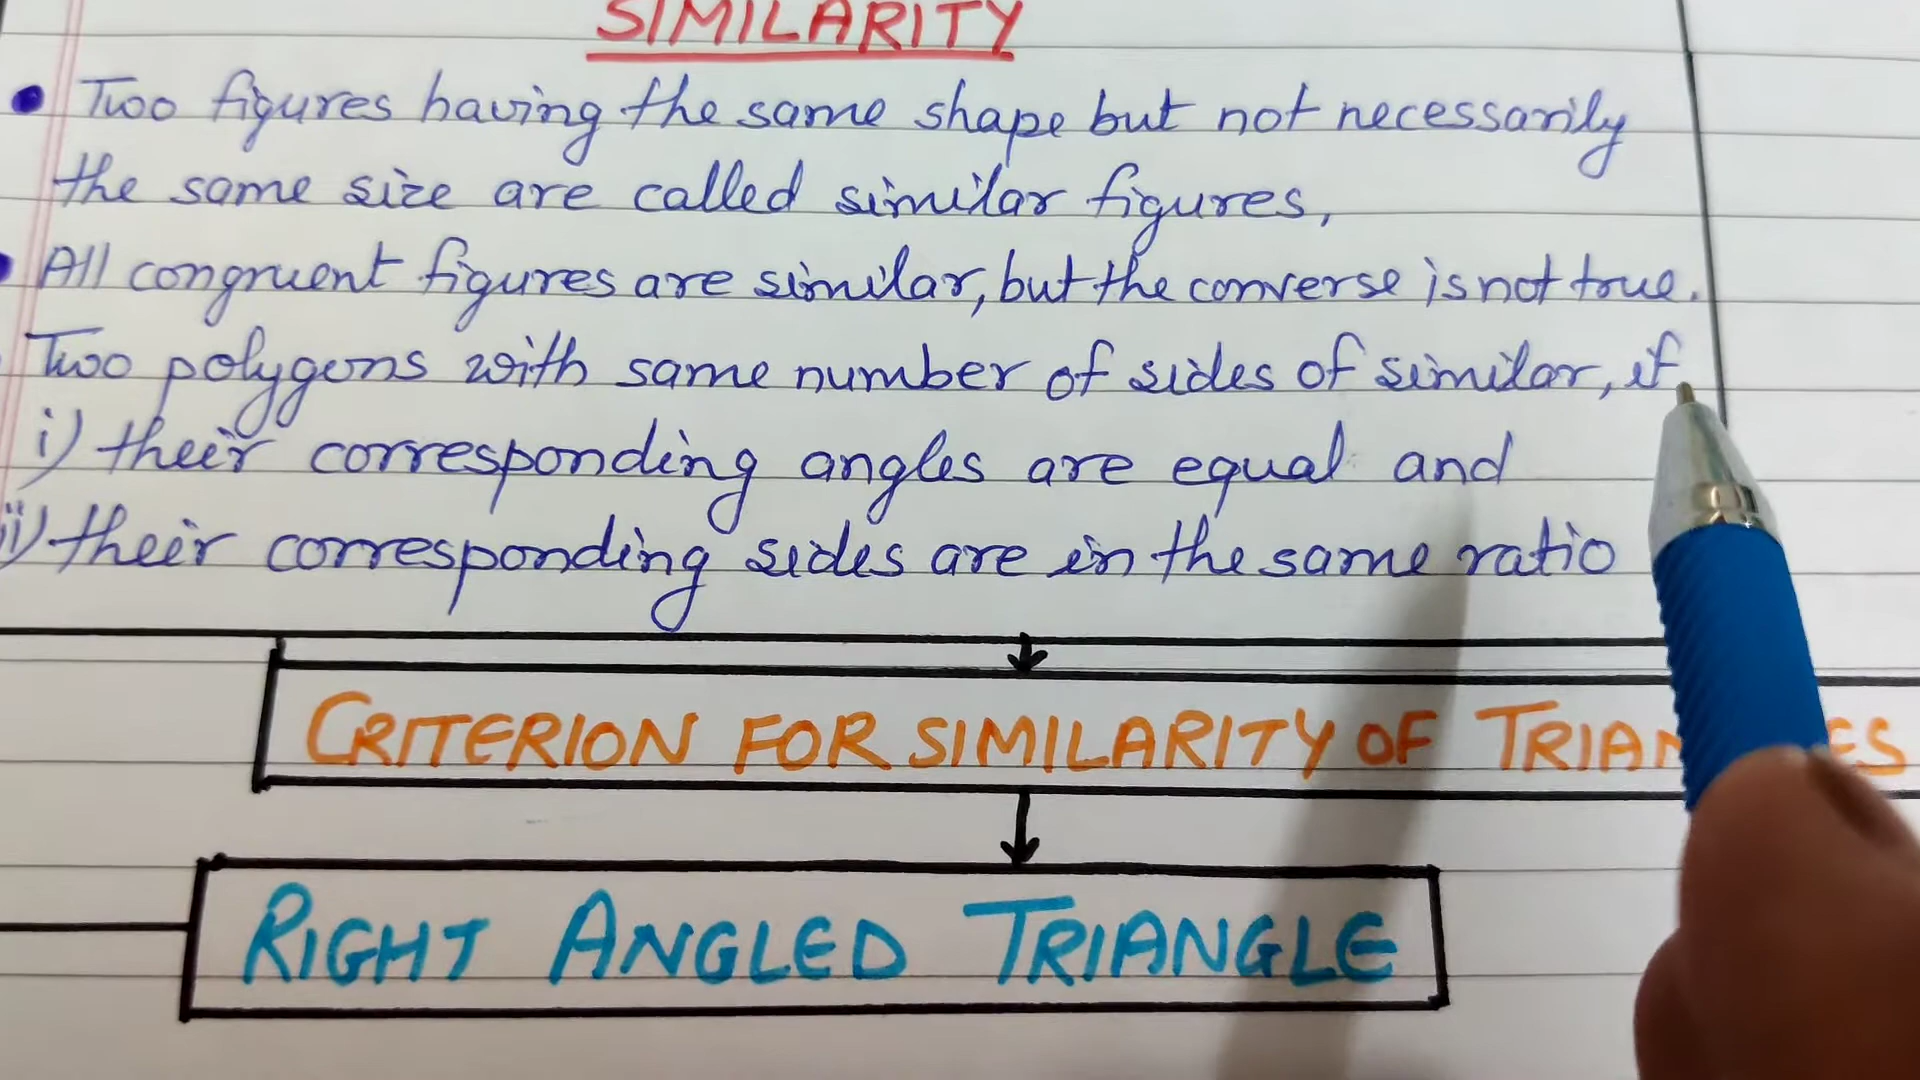 SIMILARITY
Two figures having the same shape but not necessarily
the same size are called similar figures,
All congruent figures are similar, but the converse is not true.
Two polygons with same number of sides of similar, if
i) their corresponding angles are equal and
ii) their corresponding sides are in the same ratio
CRITERION FOR SIMILARITY OF
RIGHT ANGLED TRIANGLE